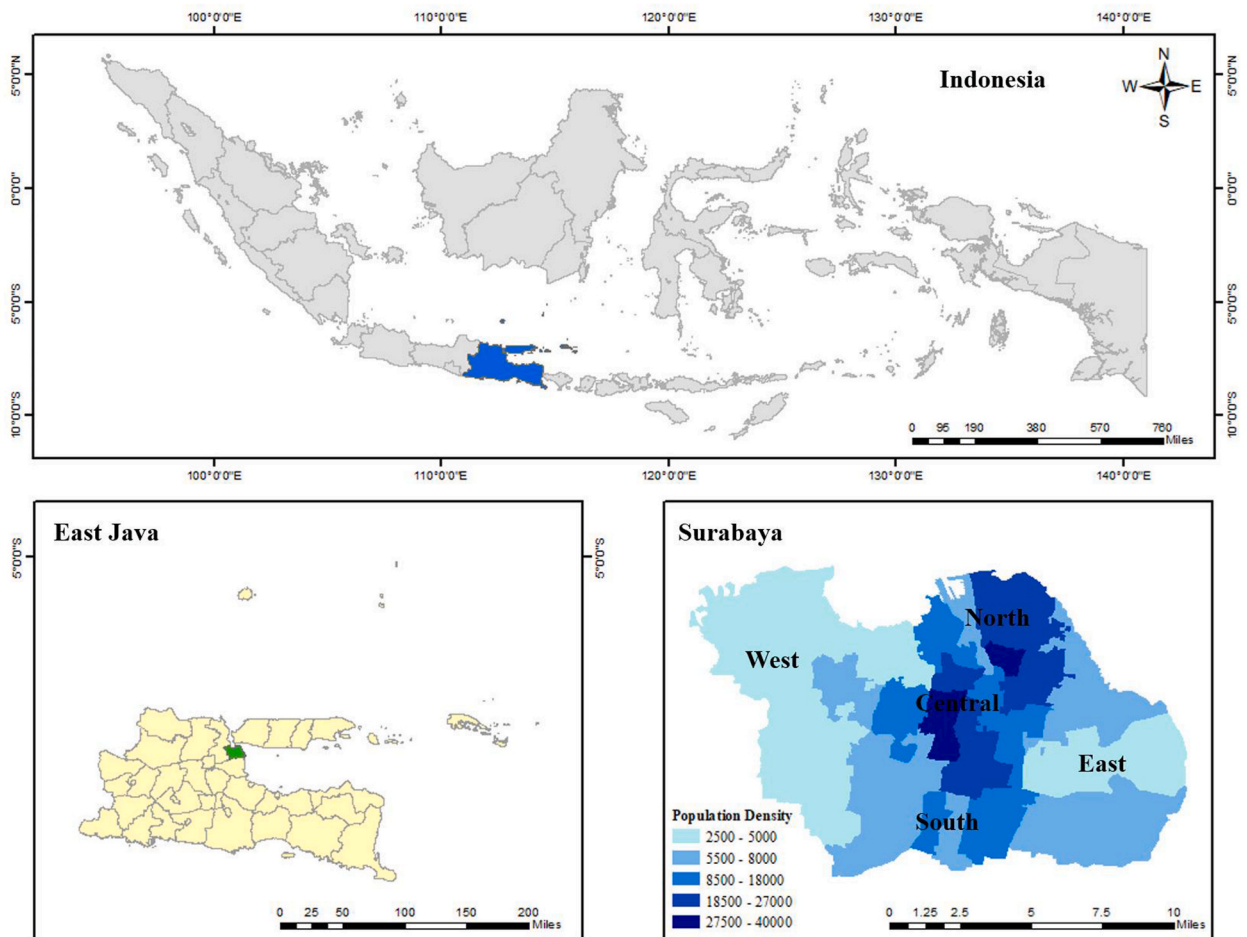 100°0'0"E 110°0'0"E 120°0'0"E 130°0'0"E 140°0'0"E
Indonesia
N
W E
S
5°0'0"N 5°0'0"N
0°0'0" 0°0'0"
5°0'0"S 5°0'0"S
10°0'0"S 10°0'0"S
0 95 190 380 570 760
Miles
100°0'0"E 110°0'0"E 120°0'0"E 130°0'0"E 140°0'0"E
East Java
5°0'0"S 5°0'0"S
0 25 50 100 150 200
Miles
Surabaya
North
West
Central
East
South
Population Density
2500 - 5000
5500 - 8000
8500 - 18000
18500 - 27000
27500 - 40000
0 1.25 2.5 5 7.5 10
Miles